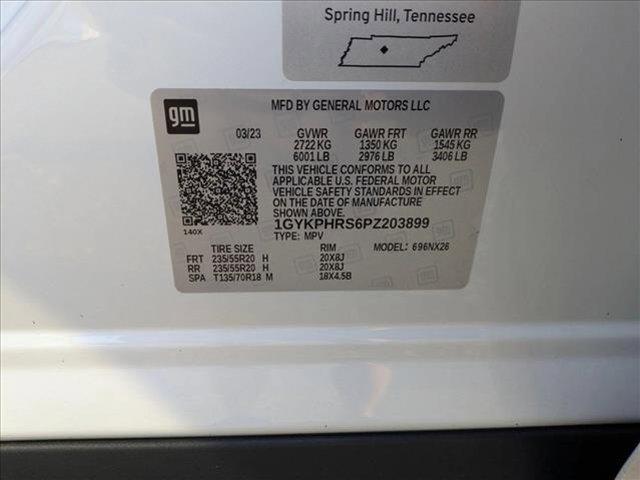 Spring Hill, Tennessee
gm
MFD BY GENERAL MOTORS LLC
03/23 GVWR GAWR FRT GAWR RR
2722 KG 1350 KG 1545 KG
6001 LB 2976 LB 3406 LB
THIS VEHICLE CONFORMS TO ALL
APPLICABLE U.S. FEDERAL MOTOR
VEHICLE SAFETY STANDARDS IN EFFECT
ON THE DATE OF MANUFACTURE
SHOWN ABOVE.
140X
1GYKPHRS6PZ203899
TYPE: MPV
MODEL: 696NX26
TIRE SIZE RIM
FRT 235/55R20 H 20X8J
RR 235/55R20 H 20X8J
SPA T135/70R18 M 18X4.5B